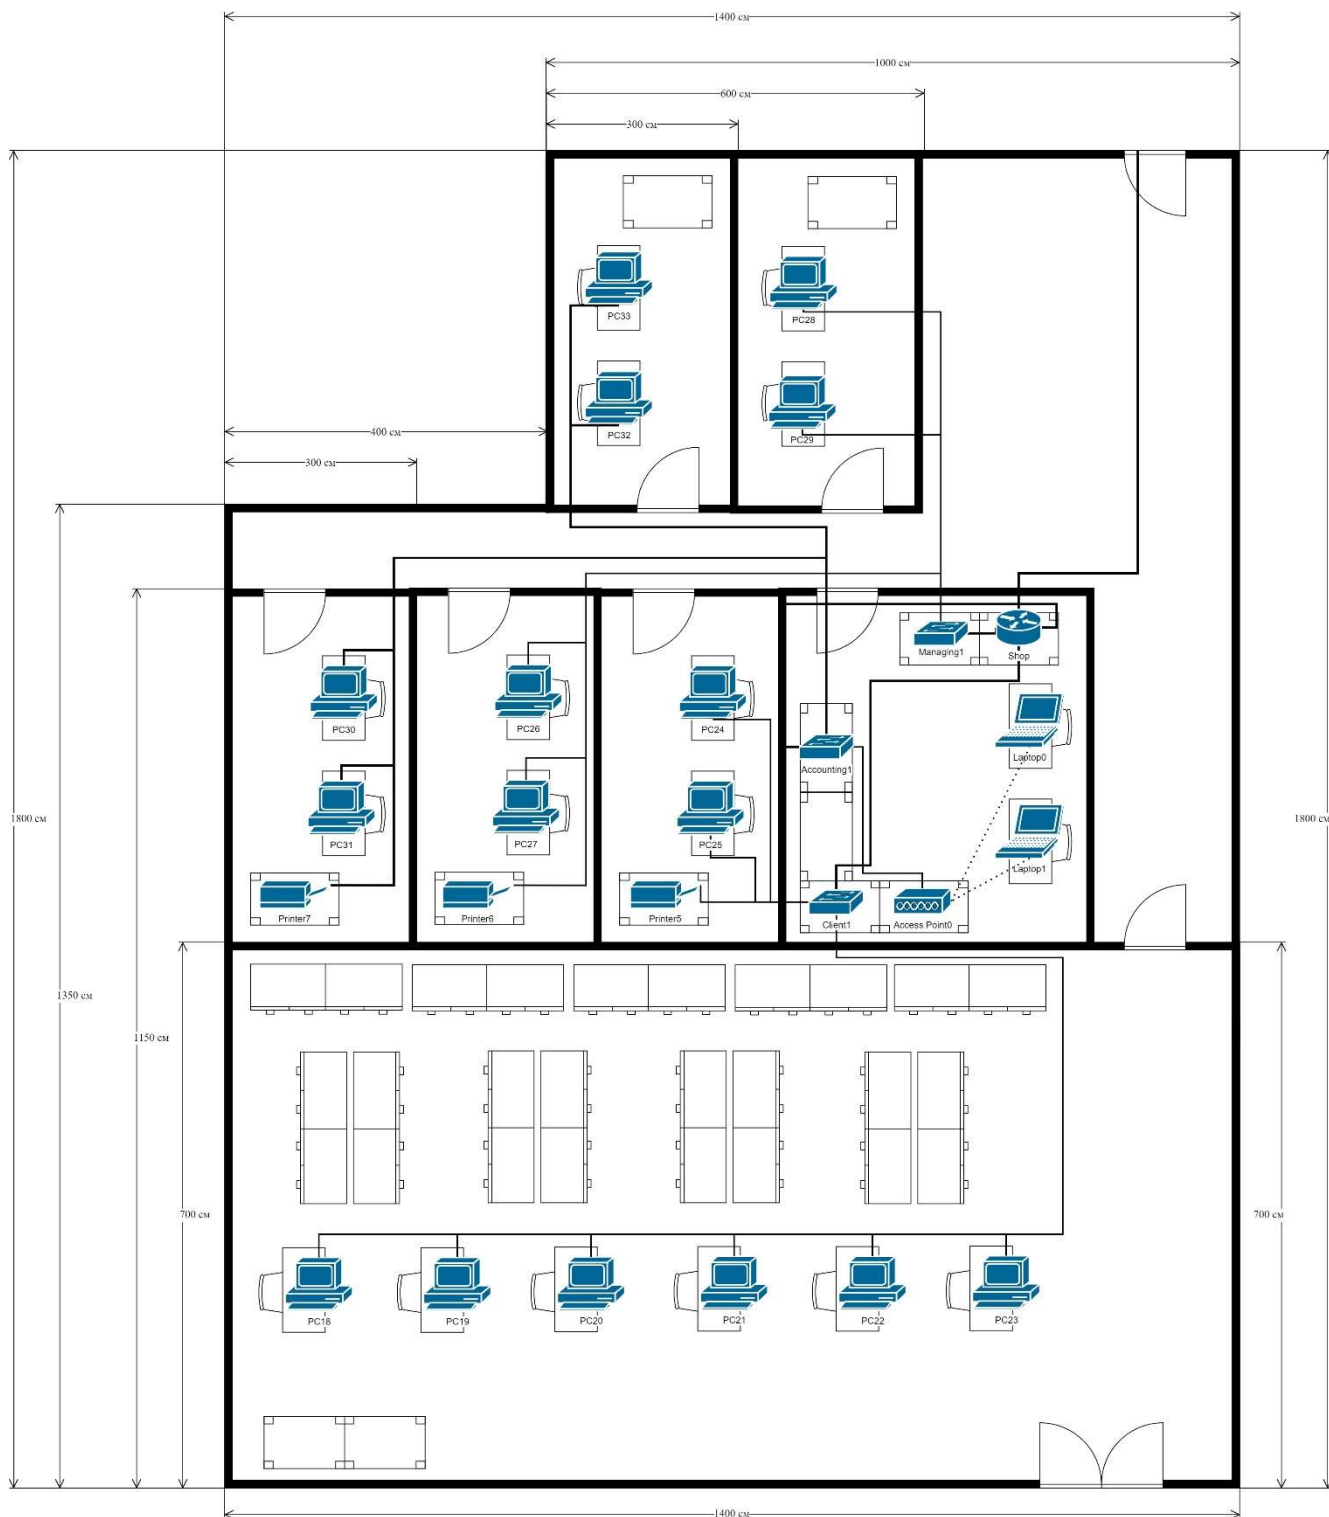 1400 см
1000 см
600 см
300 см
PC33
PC28
PC32
PC29
400 см
300 см
Managing1
Shop
PC30
PC26
PC24
Laptop0
Accounting1
1800 см
1800 см
PC31
PC27
PC25
Laptop1
Printer7
Printer6
Printer5
Client1
Access Point0
1350 см
1150 см
700 см
700 см
PC18
PC19
PC20
PC21
PC22
PC23
1400 см